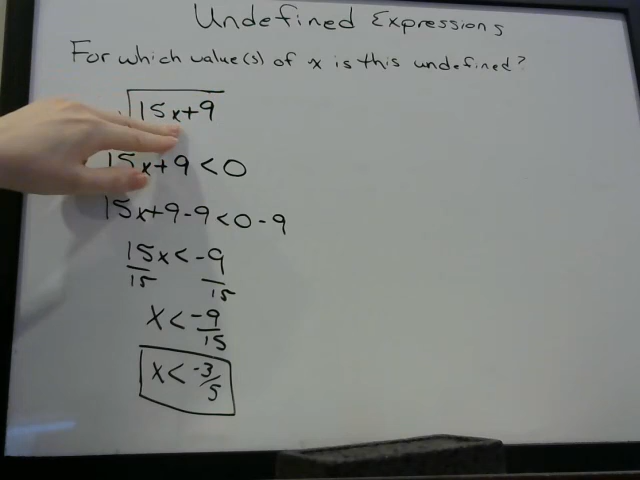 Undefined Expressions
For which value(s) of x is this undefined?
√15x+9
15x+9<0
15x+9-9<0-9
15x<-9
15 15
x<-9/15
x<-3/5